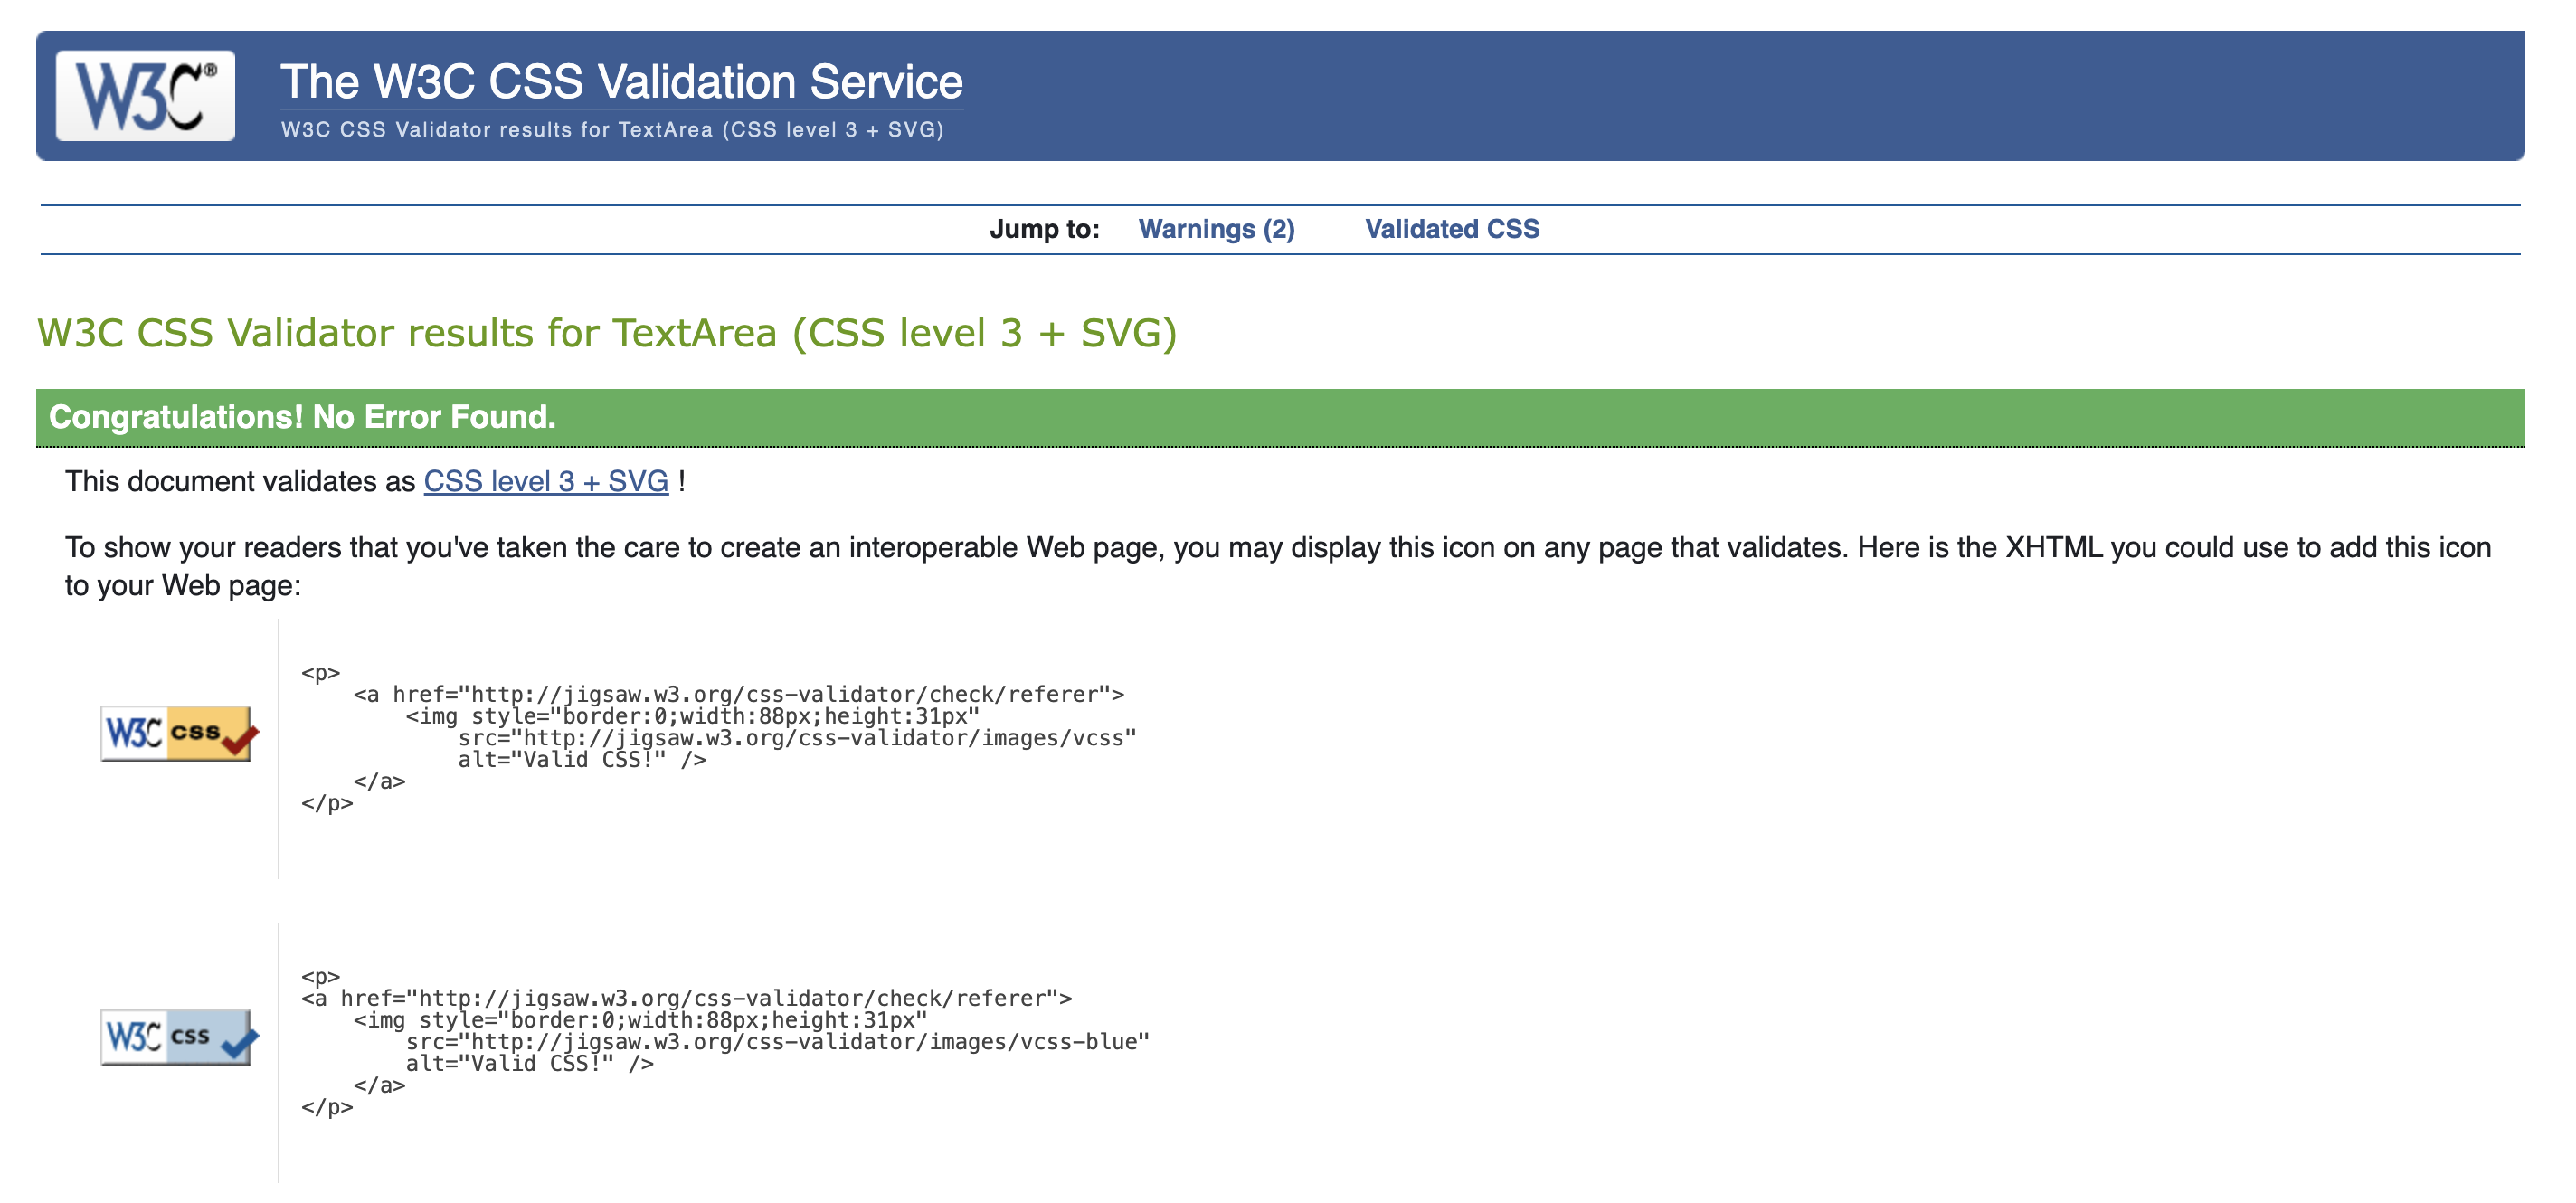 W3C®
The W3C CSS Validation Service
W3C CSS Validator results for TextArea (CSS level 3 + SVG)
Jump to: Warnings (2) Validated CSS
W3C CSS Validator results for TextArea (CSS level 3 + SVG)
Congratulations! No Error Found.
This document validates as CSS level 3 + SVG !
To show your readers that you've taken the care to create an interoperable Web page, you may display this icon on any page that validates. Here is the XHTML you could use to add this icon
to your Web page:
W3C css
<p>
    <a href="http://jigsaw.w3.org/css-validator/check/referer">
        <img style="border:0;width:88px;height:31px"
            src="http://jigsaw.w3.org/css-validator/images/vcss"
            alt="Valid CSS!" />
    </a>
</p>
W3C css
<p>
<a href="http://jigsaw.w3.org/css-validator/check/referer">
    <img style="border:0;width:88px;height:31px"
        src="http://jigsaw.w3.org/css-validator/images/vcss-blue"
        alt="Valid CSS!" />
    </a>
</p>